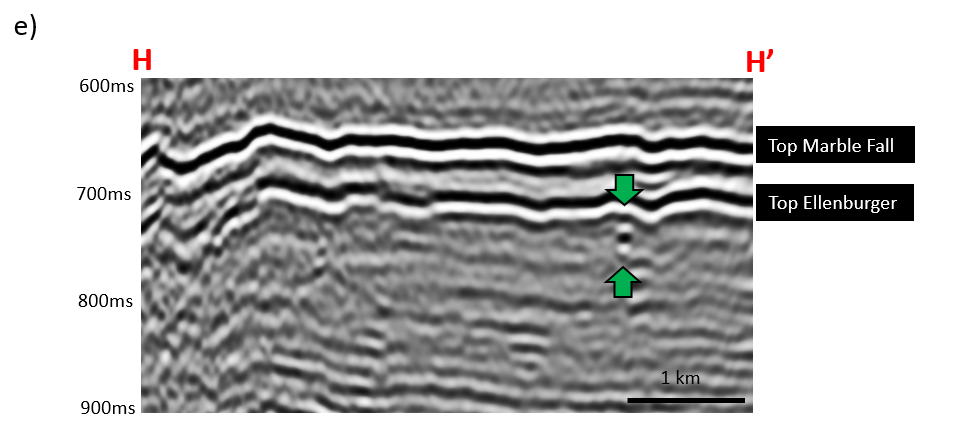 e)
H
H’
600ms
Top Marble Fall
700ms
Top Ellenburger
800ms
1 km
900ms